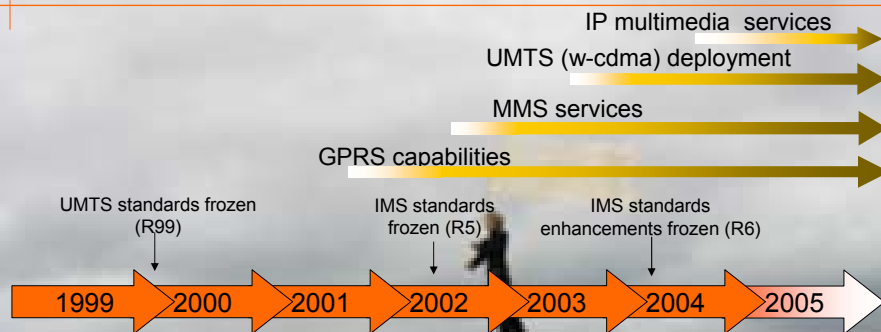 IP multimedia services
UMTS (w-cdma) deployment
MMS services
GPRS capabilities
UMTS standards frozen
(R99)
IMS standards
frozen (R5)
IMS standards
enhancements frozen (R6)
1999 2000 2001 2002 2003 2004 2005